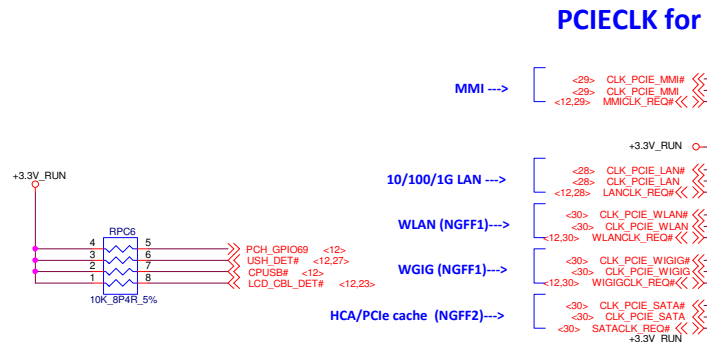 PCIECLK for
MMI --->
<29> CLK_PCIE_MMI#
<29> CLK_PCIE_MMI
<12,29> MMICLK_REQ#
+3.3V_RUN
+3.3V_RUN
10/100/1G LAN --->
<28> CLK_PCIE_LAN#
<28> CLK_PCIE_LAN
<12,28> LANCLK_REQ#
WLAN (NGFF1)--->
<30> CLK_PCIE_WLAN#
<30> CLK_PCIE_WLAN
<12,30> WLANCLK_REQ#
RPC6
4 5 PCH_GPIO69 <12>
3 6 USH_DET# <12,27>
2 7 CPUSB# <12>
1 8 LCD_CBL_DET# <12,23>
10K_8P4R_5%
WGIG (NGFF1)--->
<30> CLK_PCIE_WIGIG#
<30> CLK_PCIE_WIGIG
<12,30> WIGIGCLK_REQ#
HCA/PCIe cache (NGFF2)--->
<30> CLK_PCIE_SATA#
<30> CLK_PCIE_SATA
<30> SATACLK_REQ#
+3.3V_RUN